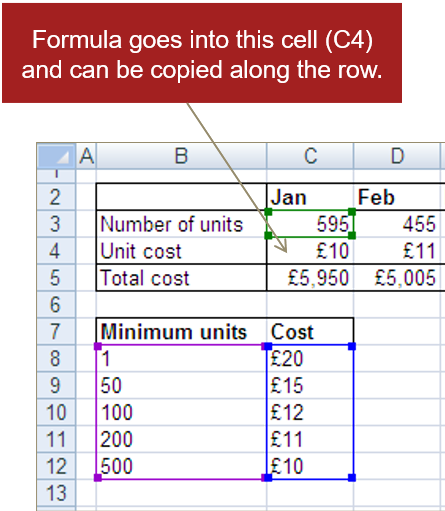 Formula goes into this cell (C4)
and can be copied along the row.
A B C D
2 Jan Feb
3 Number of units 595 455
4 Unit cost £10 £11
5 Total cost £5,950 £5,005
6
7 Minimum units Cost
8 1 £20
9 50 £15
10 100 £12
11 200 £11
12 500 £10
13